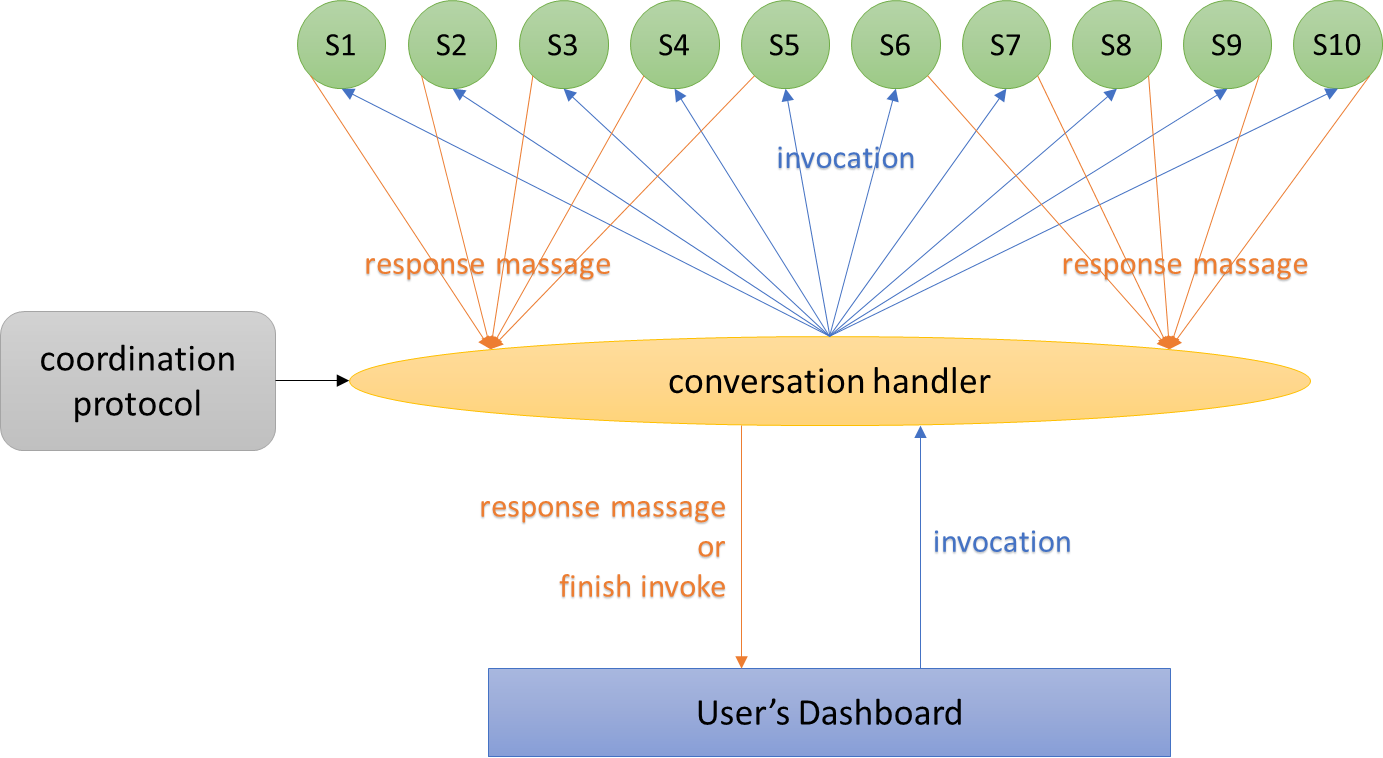 S1 S2 S3 S4 S5 S6 S7 S8 S9 S10
invocation
response massage
response massage
coordination
protocol
conversation handler
response massage
or
finish invoke
invocation
User’s Dashboard